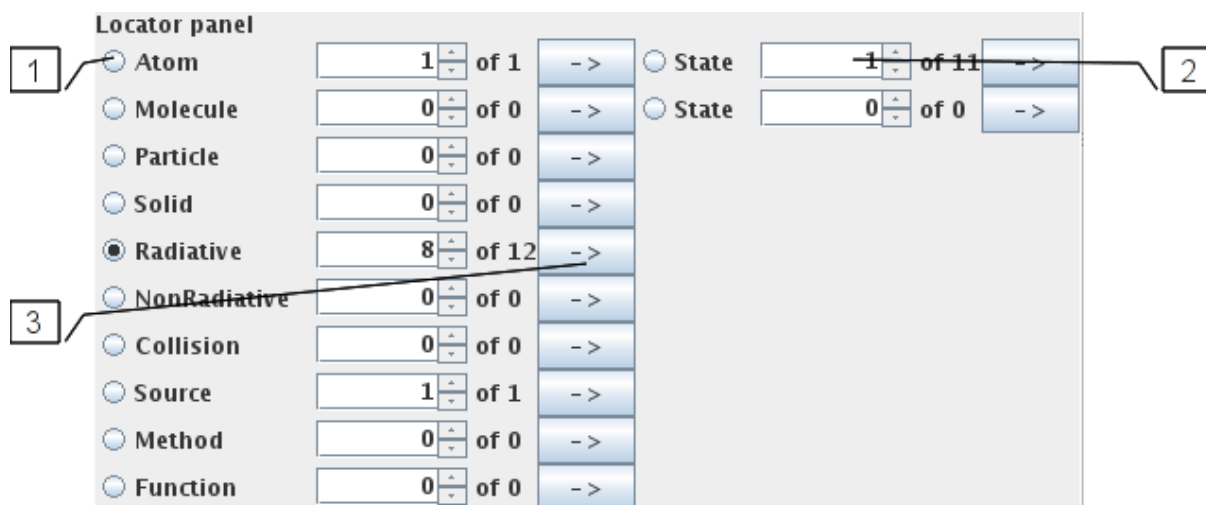 Locator panel
1 Atom 1 of 1 -> State 1 of 11 -> 2
Molecule 0 of 0 -> State 0 of 0 ->
Particle 0 of 0 ->
Solid 0 of 0 ->
Radiative 8 of 12 ->
NonRadiative 0 of 0 ->
3
Collision 0 of 0 ->
Source 1 of 1 ->
Method 0 of 0 ->
Function 0 of 0 ->